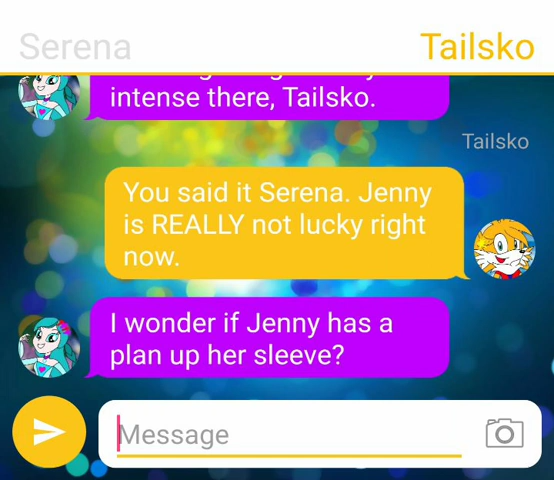 Serena
Tailsko
intense there, Tailsko.
Tailsko
You said it Serena. Jenny
is REALLY not lucky right
now.
I wonder if Jenny has a
plan up her sleeve?
Message